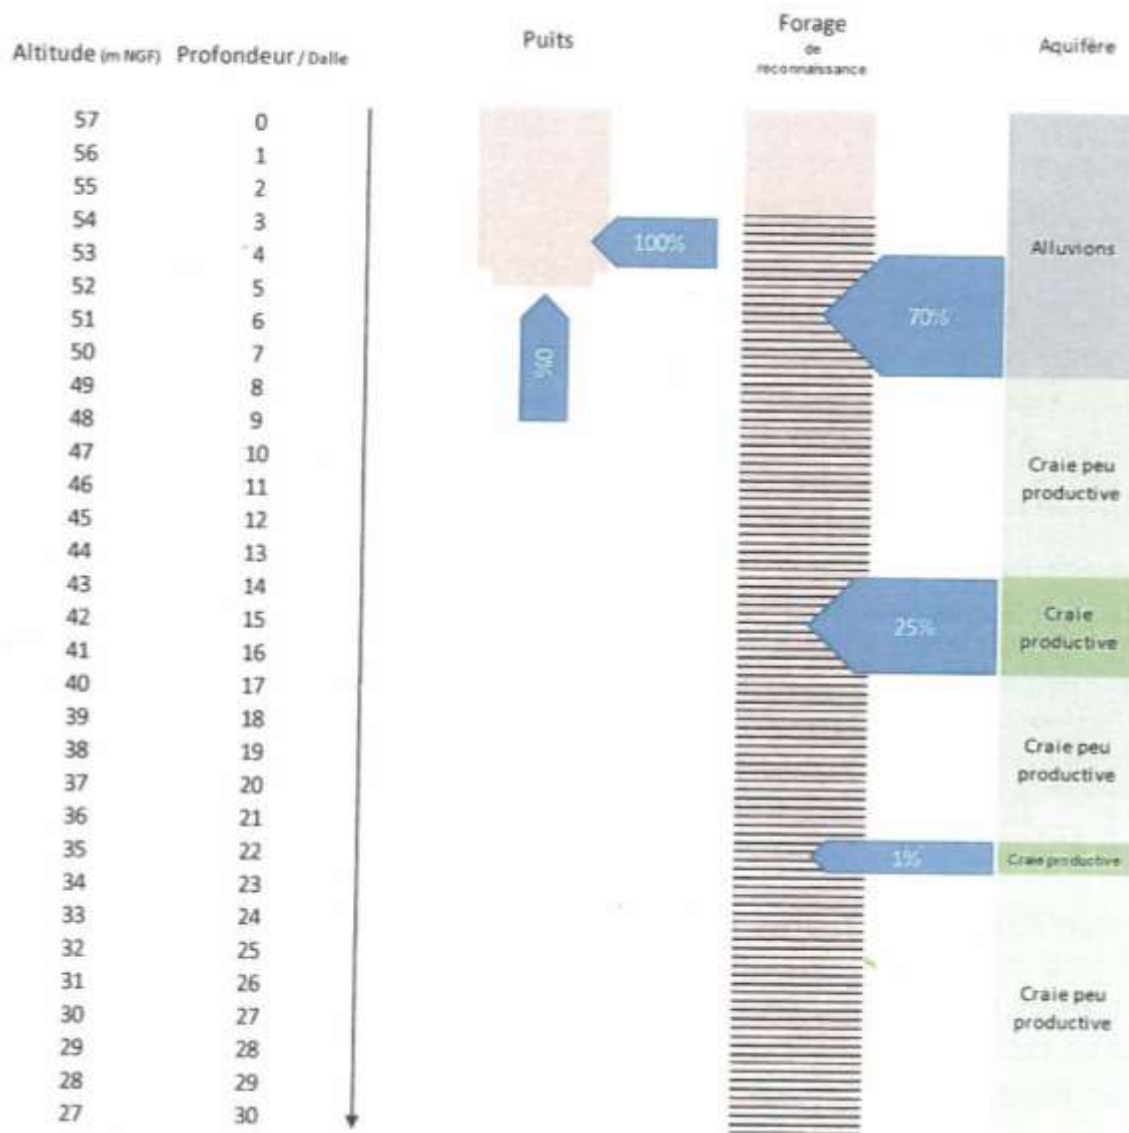 Altitude (m NGF) Profondeur / Dalle Puits Forage Aquifère
de
reconnaissance
57 0
56 1
55 2
54 3
53 4
52 5
51 6
50 7
49 8
48 9
47 10
46 11
45 12
44 13
43 14
42 15
41 16
40 17
39 18
38 19
37 20
36 21
35 22
34 23
33 24
32 25
31 26
30 27
29 28
28 29
27 30
100%
0%
70%
25%
1%
Alluvions
Craie peu
productive
Craie
productive
Craie peu
productive
Craie productive
Craie peu
productive